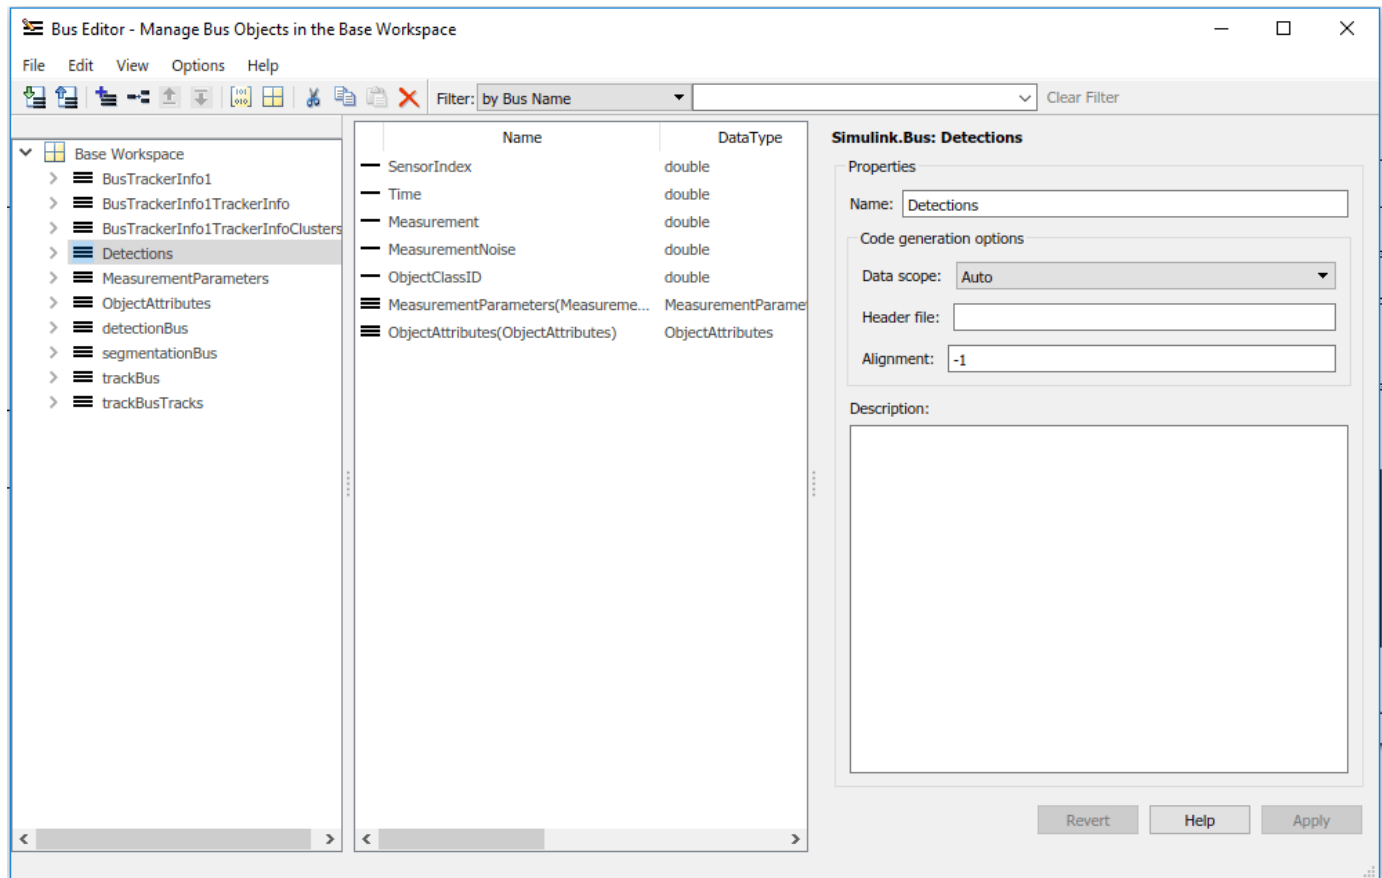 Bus Editor - Manage Bus Objects in the Base Workspace
File Edit View Options Help
Filter: by Bus Name Clear Filter
Base Workspace
BusTrackerInfo1
BusTrackerInfo1TrackerInfo
BusTrackerInfo1TrackerInfoClusters
Detections
MeasurementParameters
ObjectAttributes
detectionBus
segmentationBus
trackBus
trackBusTracks
Name DataType
SensorIndex double
Time double
Measurement double
MeasurementNoise double
ObjectClassID double
MeasurementParameters(Measureme... MeasurementParame
ObjectAttributes(ObjectAttributes) ObjectAttributes
Simulink.Bus: Detections
Properties
Name: Detections
Code generation options
Data scope: Auto
Header file:
Alignment: -1
Description:
Revert Help Apply